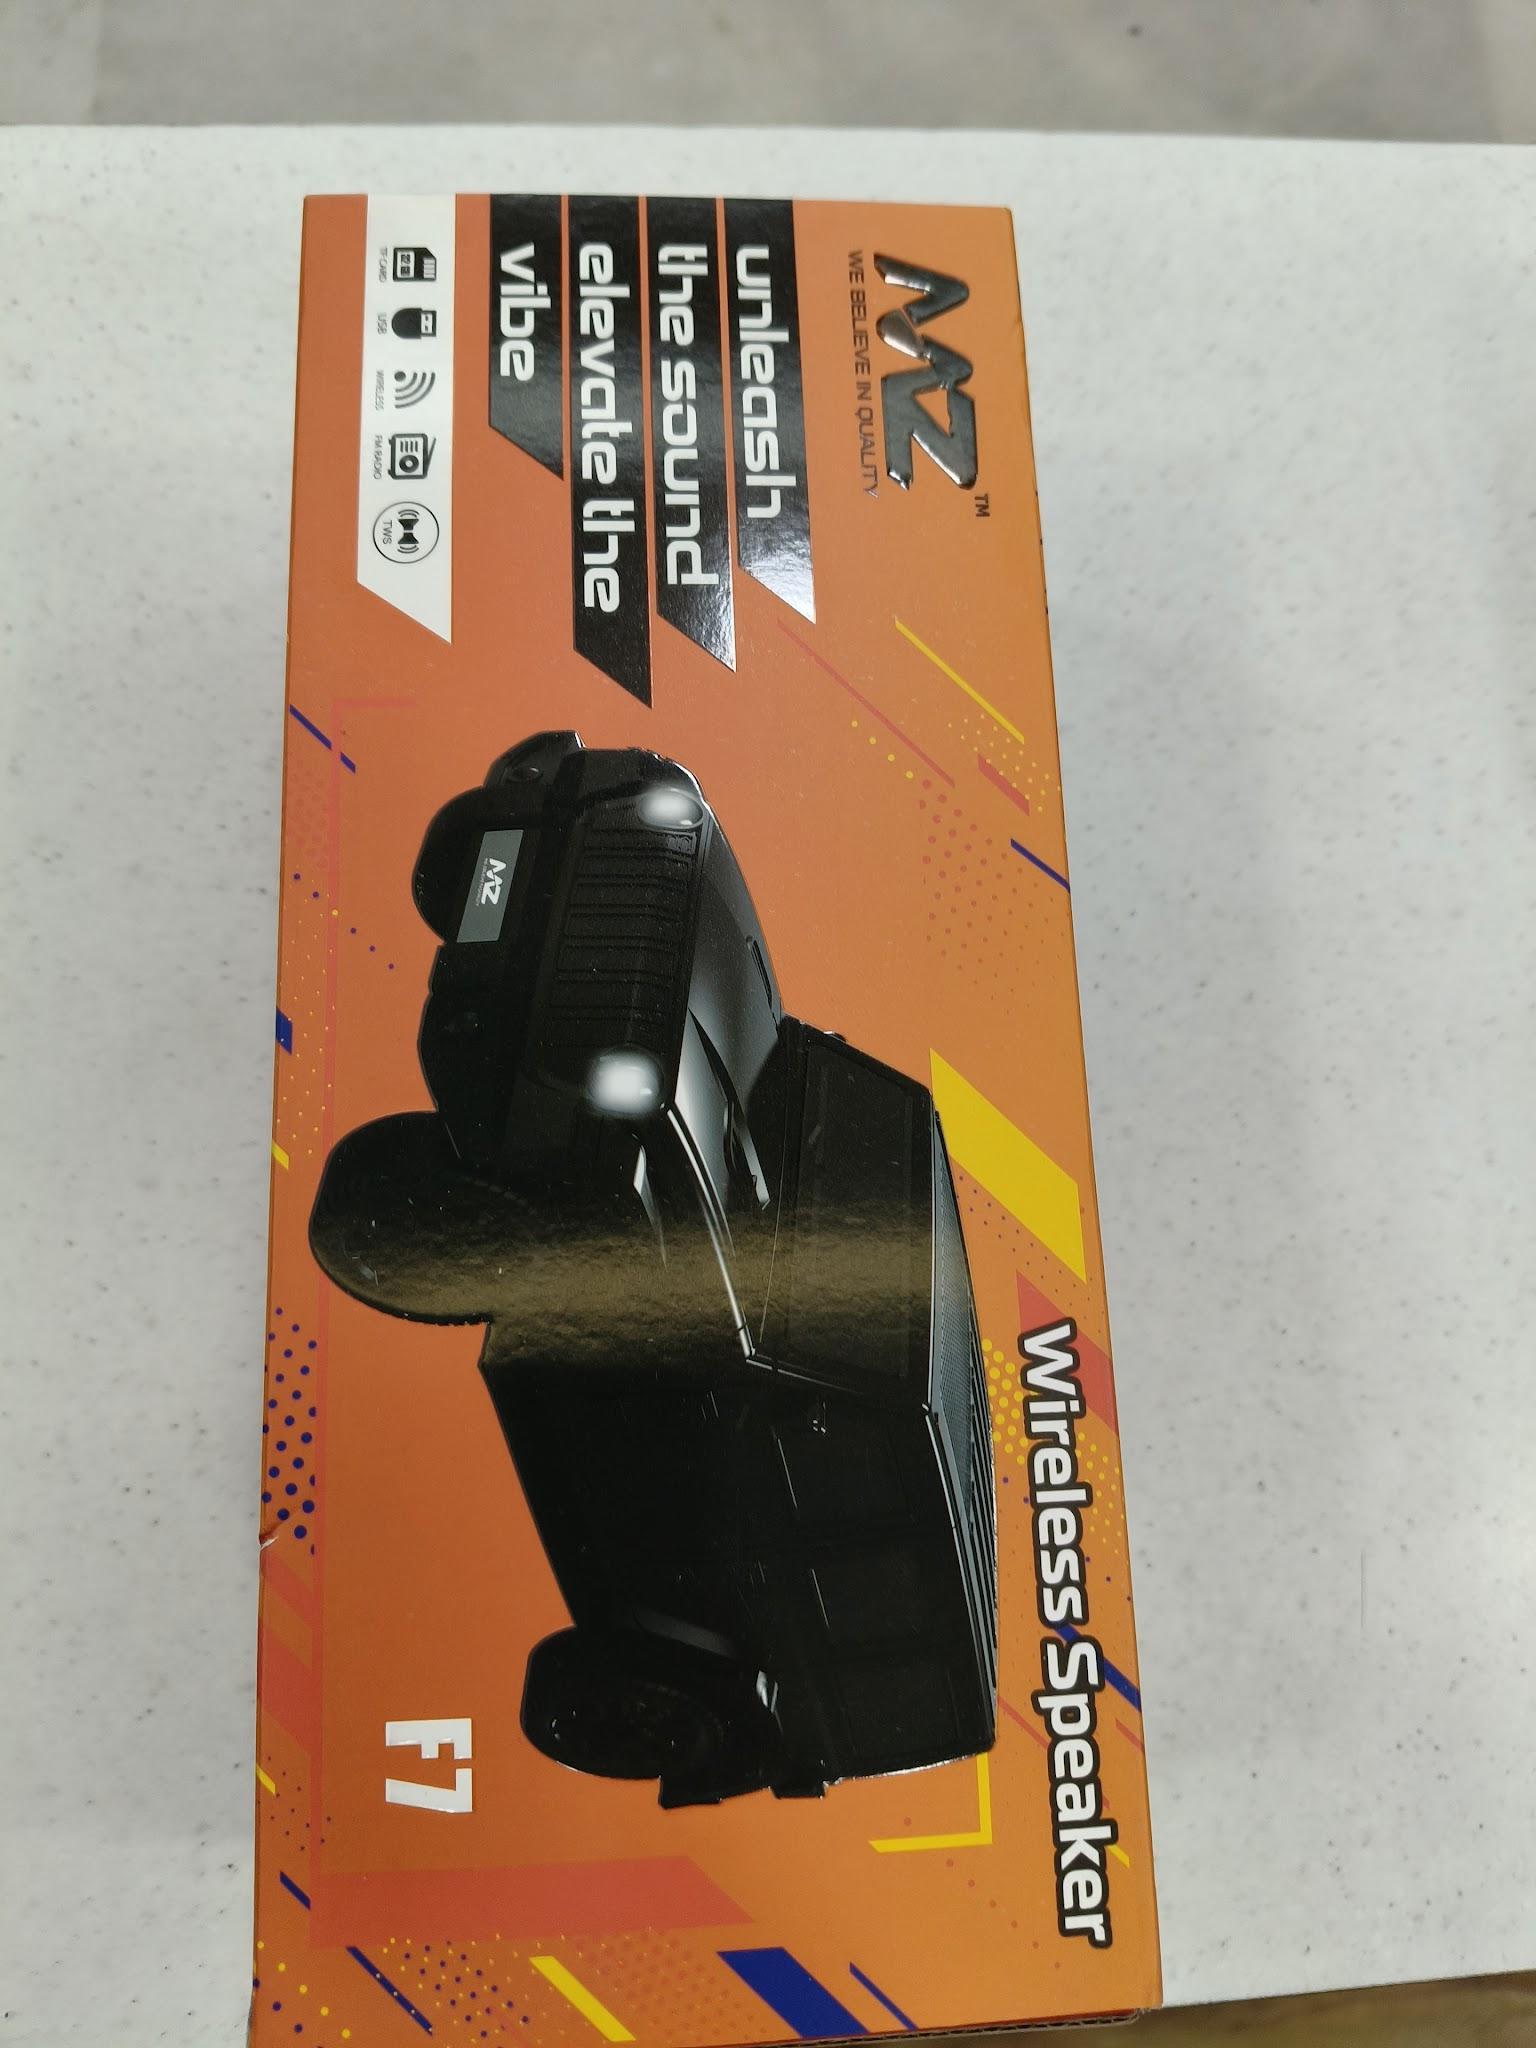 MZ™
WE BELIEVE IN QUALITY
Wireless Speaker
unleash
the sound
elevate the
vibe
TF CARD
USB
WIRELESS
FM RADIO
TWS
MZ
F7